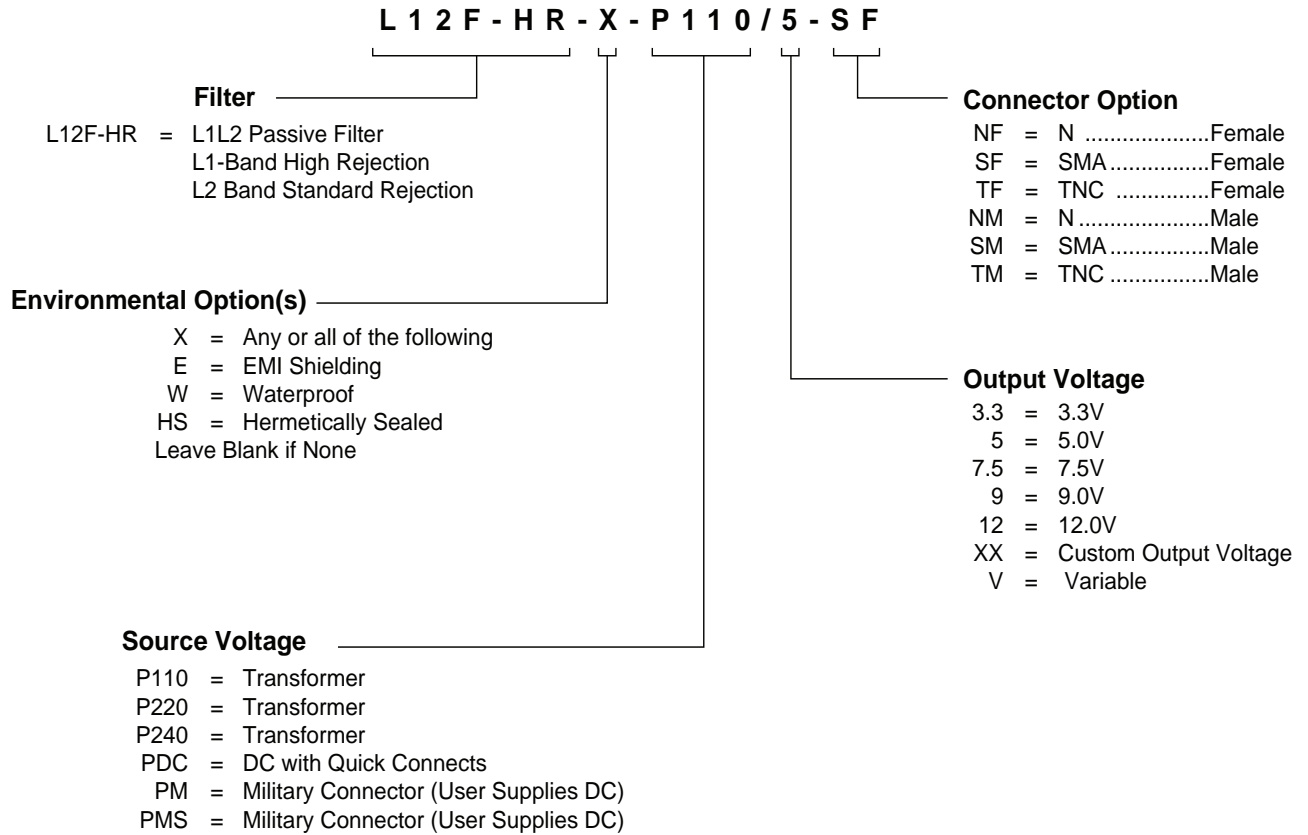 L12F-HR-X-P110/5-SF
Filter
L12F-HR = L1L2 Passive Filter
L1-Band High Rejection
L2 Band Standard Rejection
Environmental Option(s)
X = Any or all of the following
E = EMI Shielding
W = Waterproof
HS = Hermetically Sealed
Leave Blank if None
Source Voltage
P110 = Transformer
P220 = Transformer
P240 = Transformer
PDC = DC with Quick Connects
PM = Military Connector (User Supplies DC)
PMS = Military Connector (User Supplies DC)
Connector Option
NF = N ....................Female
SF = SMA................Female
TF = TNC ...............Female
NM = N.....................Male
SM = SMA................Male
TM = TNC ................Male
Output Voltage
3.3 = 3.3V
5 = 5.0V
7.5 = 7.5V
9 = 9.0V
12 = 12.0V
XX = Custom Output Voltage
V = Variable